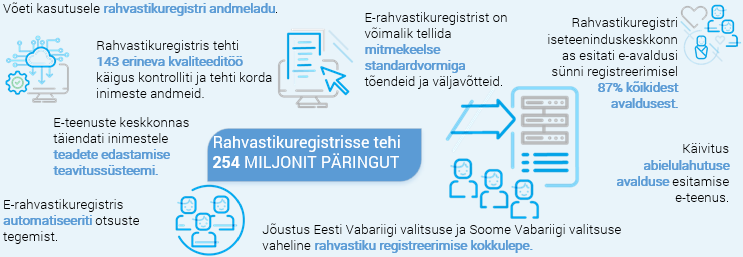 Võeti kasutusele rahvastikuregistri andmeladu.
Rahvastikuregistris tehti
143 erineva kvaliteeditöö
käigus kontrolliti ja tehti korda
inimeste andmeid.
E-rahvastikuregistrist on
võimalik tellida
mitmekeelse
standardvormiga
tõendeid ja väljavõtteid.
Rahvastikuregistri
iseteeninduskeskkonn
as esitati e-avaldusi
sünni registreerimisel
87% kõikidest
avaldusest.
E-teenuste keskkonnas
täiendati inimestele
teadete edastamise
teavitussüsteemi.
Rahvastikuregistrisse tehi
254 MILJONIT PÄRINGUT
Käivitus
abielulahutuse
avalduse esitamise
e-teenus.
E-rahvastikuregistris
automatiseeriti otsuste
tegemist.
Jõustus Eesti Vabariigi valitsuse ja Soome Vabariigi valitsuse
vaheline rahvastiku registreerimise kokkulepe.